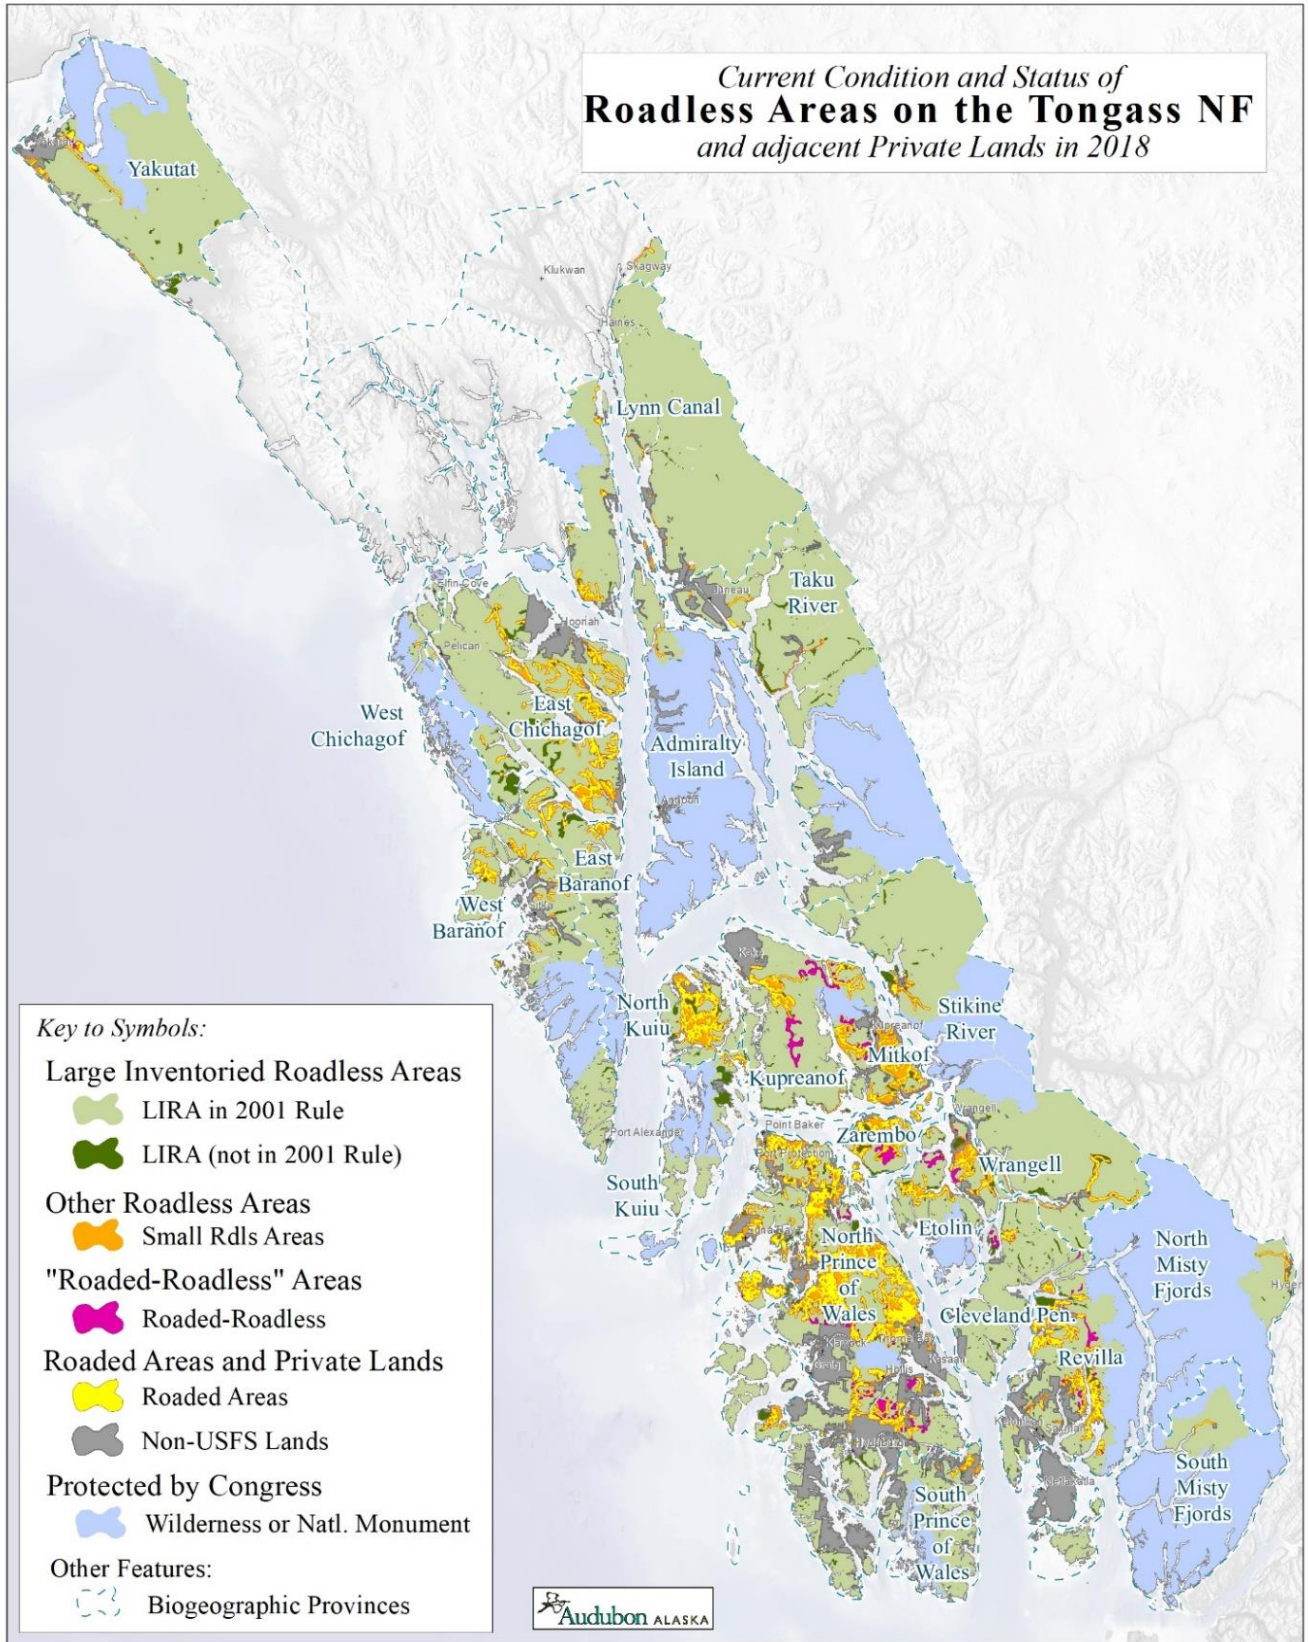 Current Condition and Status of
Roadless Areas on the Tongass NF
and adjacent Private Lands in 2018
Yakutat
Klukwan
Skagway
Haines
Lynn Canal
Elfin Cove
Hoonah
Juneau
Taku
River
Pelican
West
Chichagof
East
Chichagof
Admiralty
Island
Angoon
East
Baranof
West
Baranof
Kake
North
Kuiu
Stikine
River
Kupreanof
Mitkof
Kupreanof
Point Baker
Wrangell
Port Alexander
Port Protection
Zarembo
Wrangell
South
Kuiu
Etolin
North
Prince
of
Wales
North
Misty
Fjords
Hyder
Cleveland Pen.
Revilla
Klawock
Craig
Hollis
Kasaan
Hydaburg
Saxman
Metlakatla
South
Prince
of
Wales
South
Misty
Fjords
Key to Symbols:
Large Inventoried Roadless Areas
LIRA in 2001 Rule
LIRA (not in 2001 Rule)
Other Roadless Areas
Small Rdls Areas
"Roaded-Roadless" Areas
Roaded-Roadless
Roaded Areas and Private Lands
Roaded Areas
Non-USFS Lands
Protected by Congress
Wilderness or Natl. Monument
Other Features:
Biogeographic Provinces
Audubon ALASKA